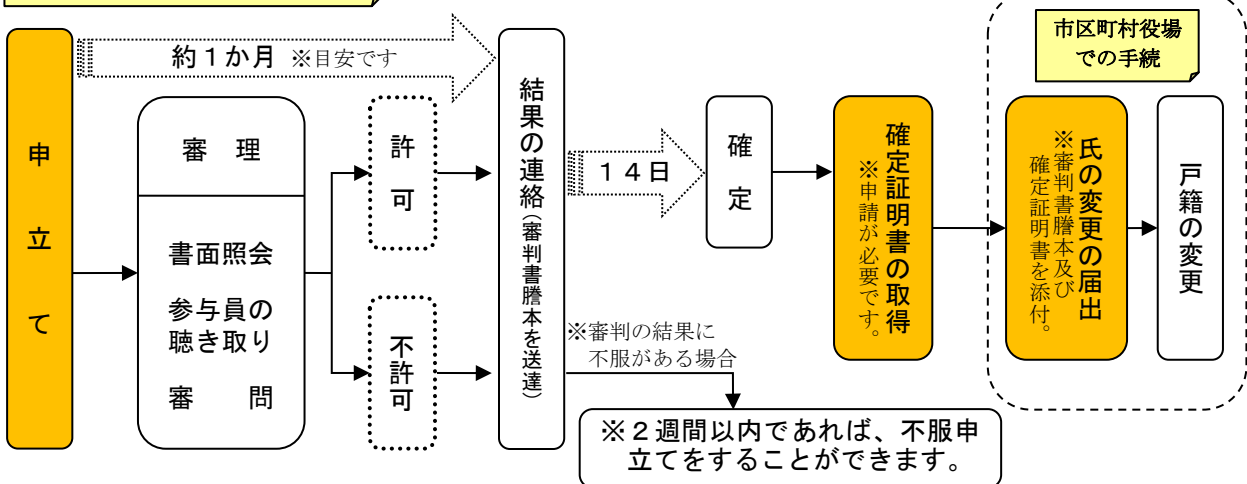 申立て
約１か月 ※目安です
審　理
書面照会
参与員の
聴き取り
審　　問
許可
不許可
結果の連絡（審判書謄本を送達）
１４日
※審判の結果に
不服がある場合
※２週間以内であれば、不服申
立てをすることができます。
確定
確定証明書の取得
※申請が必要です。
市区町村役場
での手続
氏の変更の届出
※審判書謄本及び
確定証明書を添付。
戸籍の変更